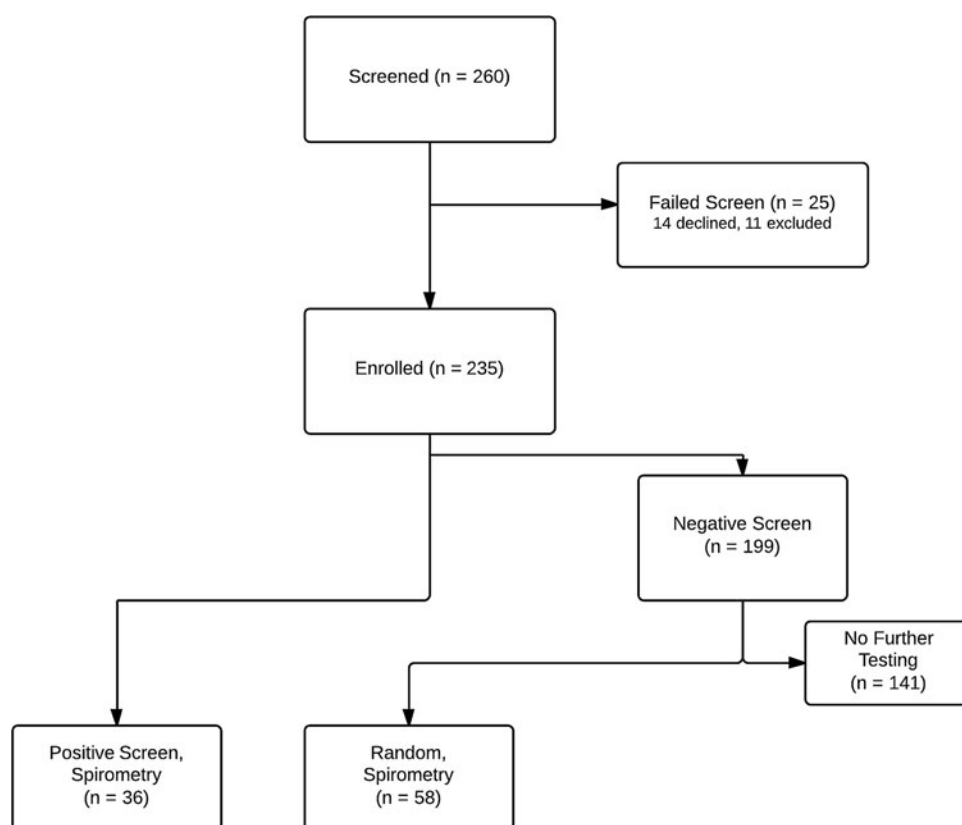 Screened (n = 260)
Failed Screen (n = 25)
14 declined, 11 excluded
Enrolled (n = 235)
Negative Screen
(n = 199)
No Further
Testing
(n = 141)
Positive Screen,
Spirometry
(n = 36)
Random,
Spirometry
(n = 58)